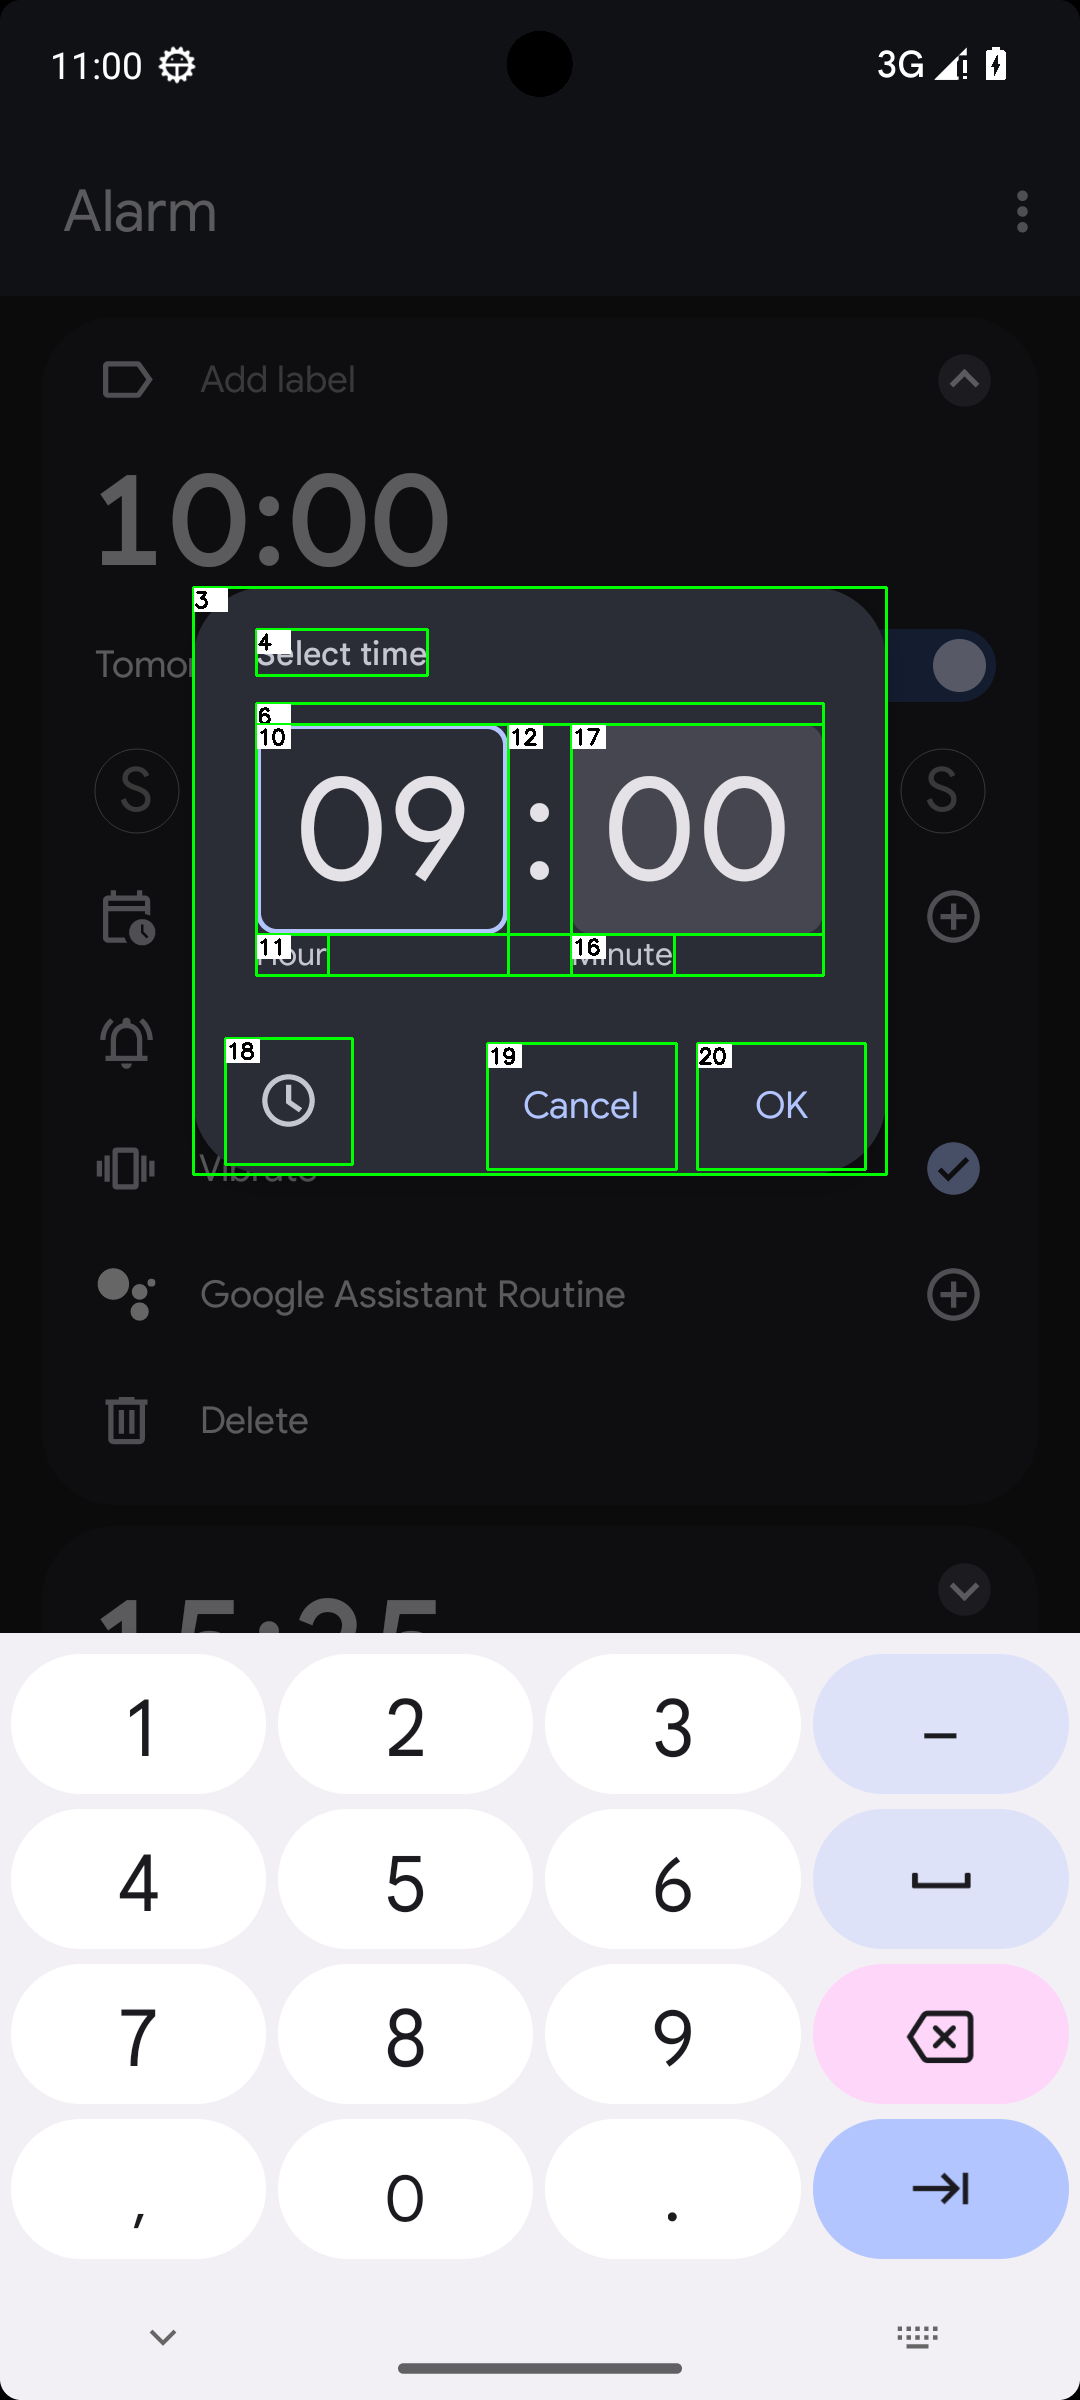 11:00 3G
Alarm
Add label
10:00
3
4 Select time
Tomor
6
10 12 17
09 : 00
S S
11 Hour 16 Minute
18 19 20
Cancel OK
Vibrate
Google Assistant Routine
Delete
15:35
1 2 3 –
4 5 6
7 8 9
, 0 .